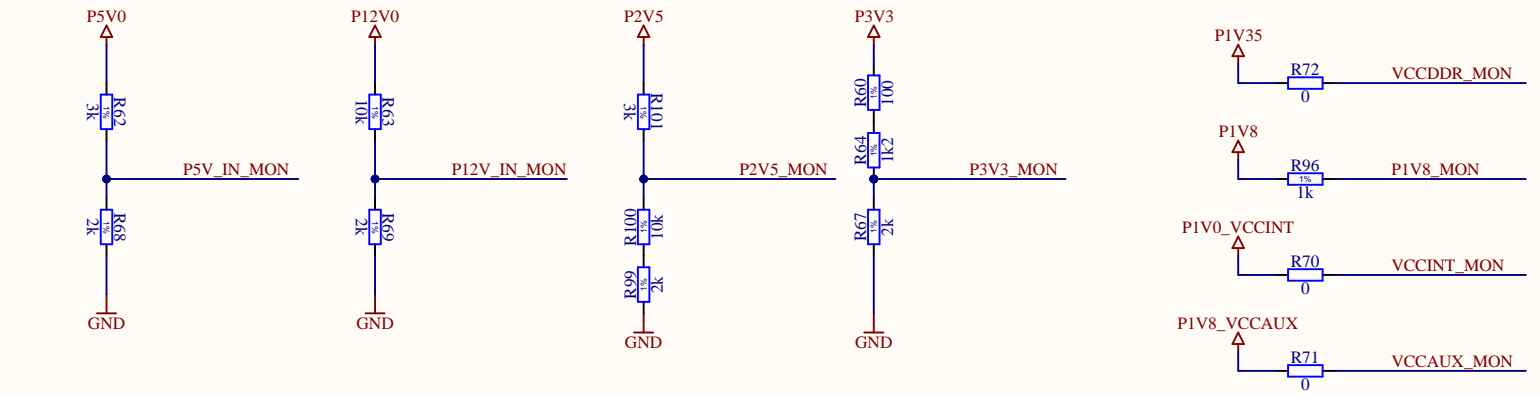 P5V0
R62
3k
1%
P5V_IN_MON
R68
2k
1%
GND
P12V0
R63
10k
1%
P12V_IN_MON
R69
2k
1%
GND
P2V5
R101
3k
1%
P2V5_MON
R100
10k
1%
R99
2k
1%
GND
P3V3
R60
100
1%
R64
1k2
1%
P3V3_MON
R67
2k
1%
GND
P1V35
R72
0
VCCDDR_MON
P1V8
R96
1%
1k
P1V8_MON
P1V0_VCCINT
R70
0
VCCINT_MON
P1V8_VCCAUX
R71
0
VCCAUX_MON